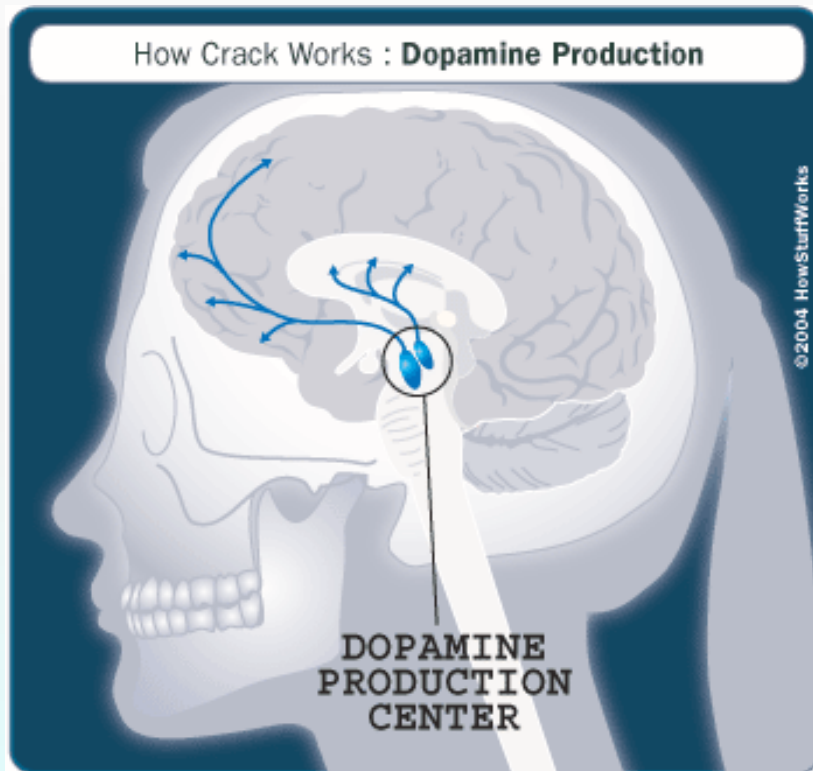 How Crack Works : Dopamine Production
©2004 HowStuffWorks
DOPAMINE
PRODUCTION
CENTER